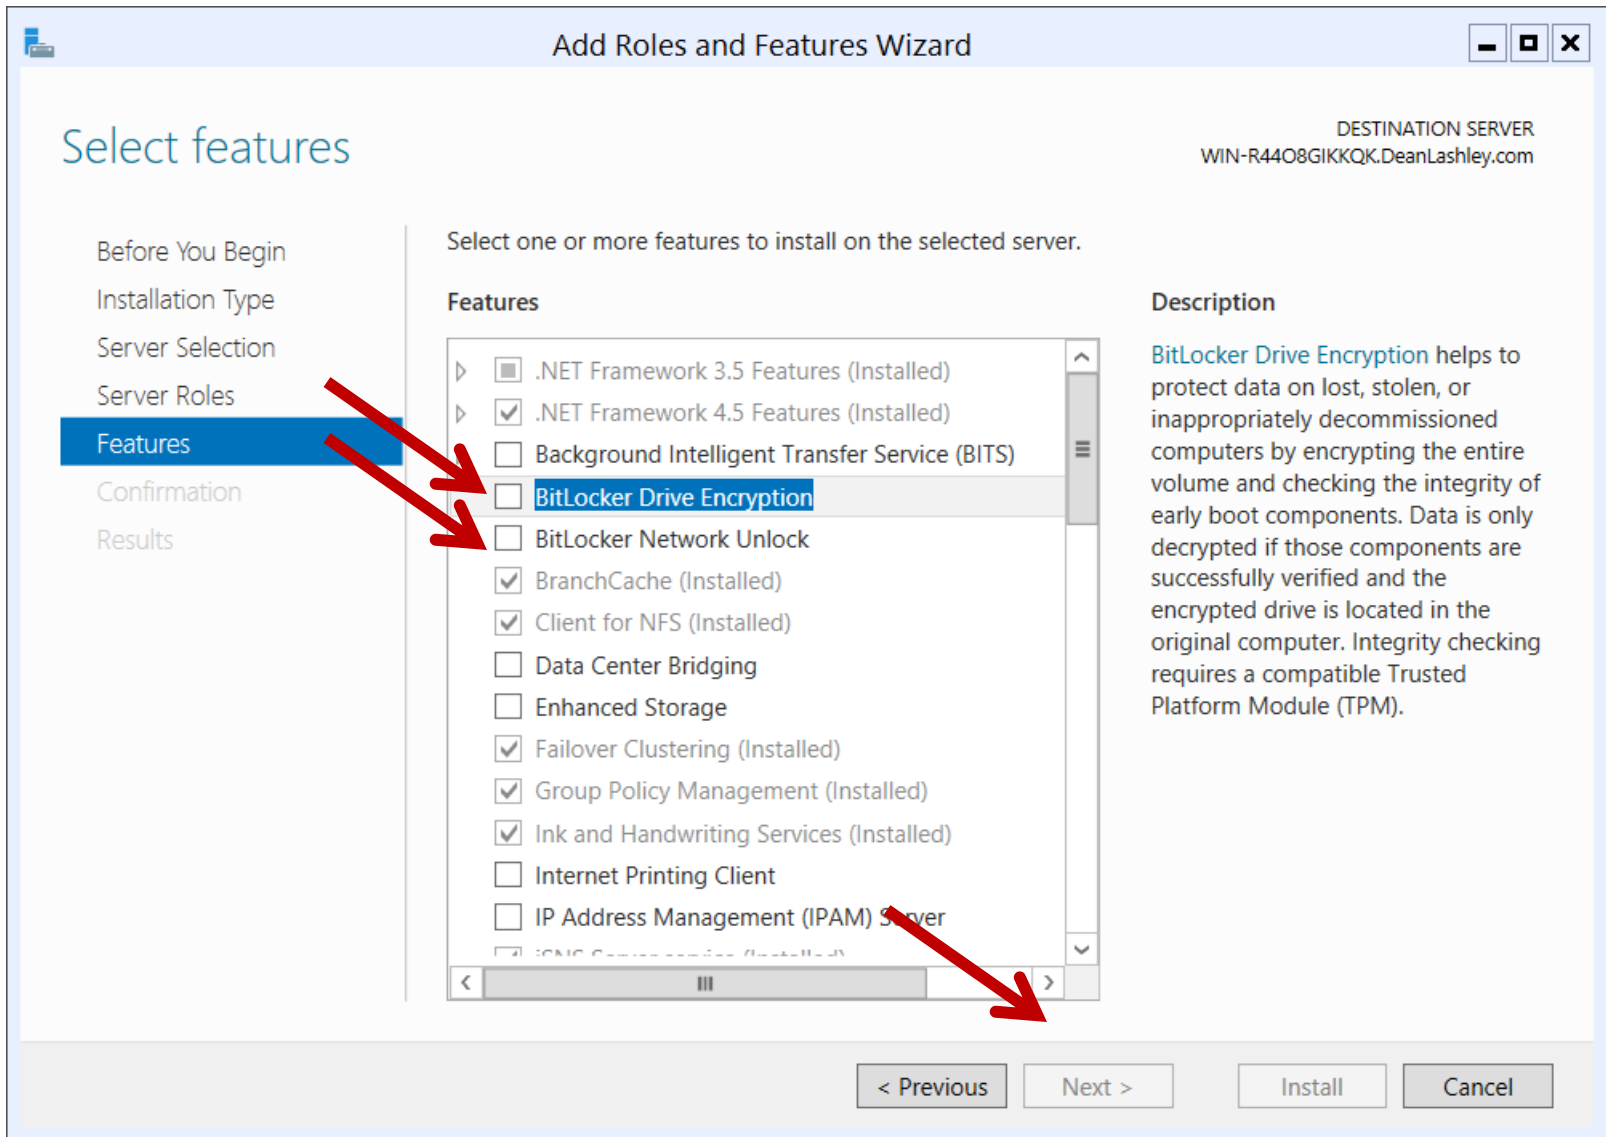 Add Roles and Features Wizard
Select features
DESTINATION SERVER
WIN-R44O8GIKKQK.DeanLashley.com
Before You Begin
Installation Type
Server Selection
Server Roles
Features
Confirmation
Results
Select one or more features to install on the selected server.
Features
.NET Framework 3.5 Features (Installed)
.NET Framework 4.5 Features (Installed)
Background Intelligent Transfer Service (BITS)
BitLocker Drive Encryption
BitLocker Network Unlock
BranchCache (Installed)
Client for NFS (Installed)
Data Center Bridging
Enhanced Storage
Failover Clustering (Installed)
Group Policy Management (Installed)
Ink and Handwriting Services (Installed)
Internet Printing Client
IP Address Management (IPAM) Server
iSNS Server service (Installed)
Description
BitLocker Drive Encryption helps to
protect data on lost, stolen, or
inappropriately decommissioned
computers by encrypting the entire
volume and checking the integrity of
early boot components. Data is only
decrypted if those components are
successfully verified and the
encrypted drive is located in the
original computer. Integrity checking
requires a compatible Trusted
Platform Module (TPM).
< Previous
Next >
Install
Cancel